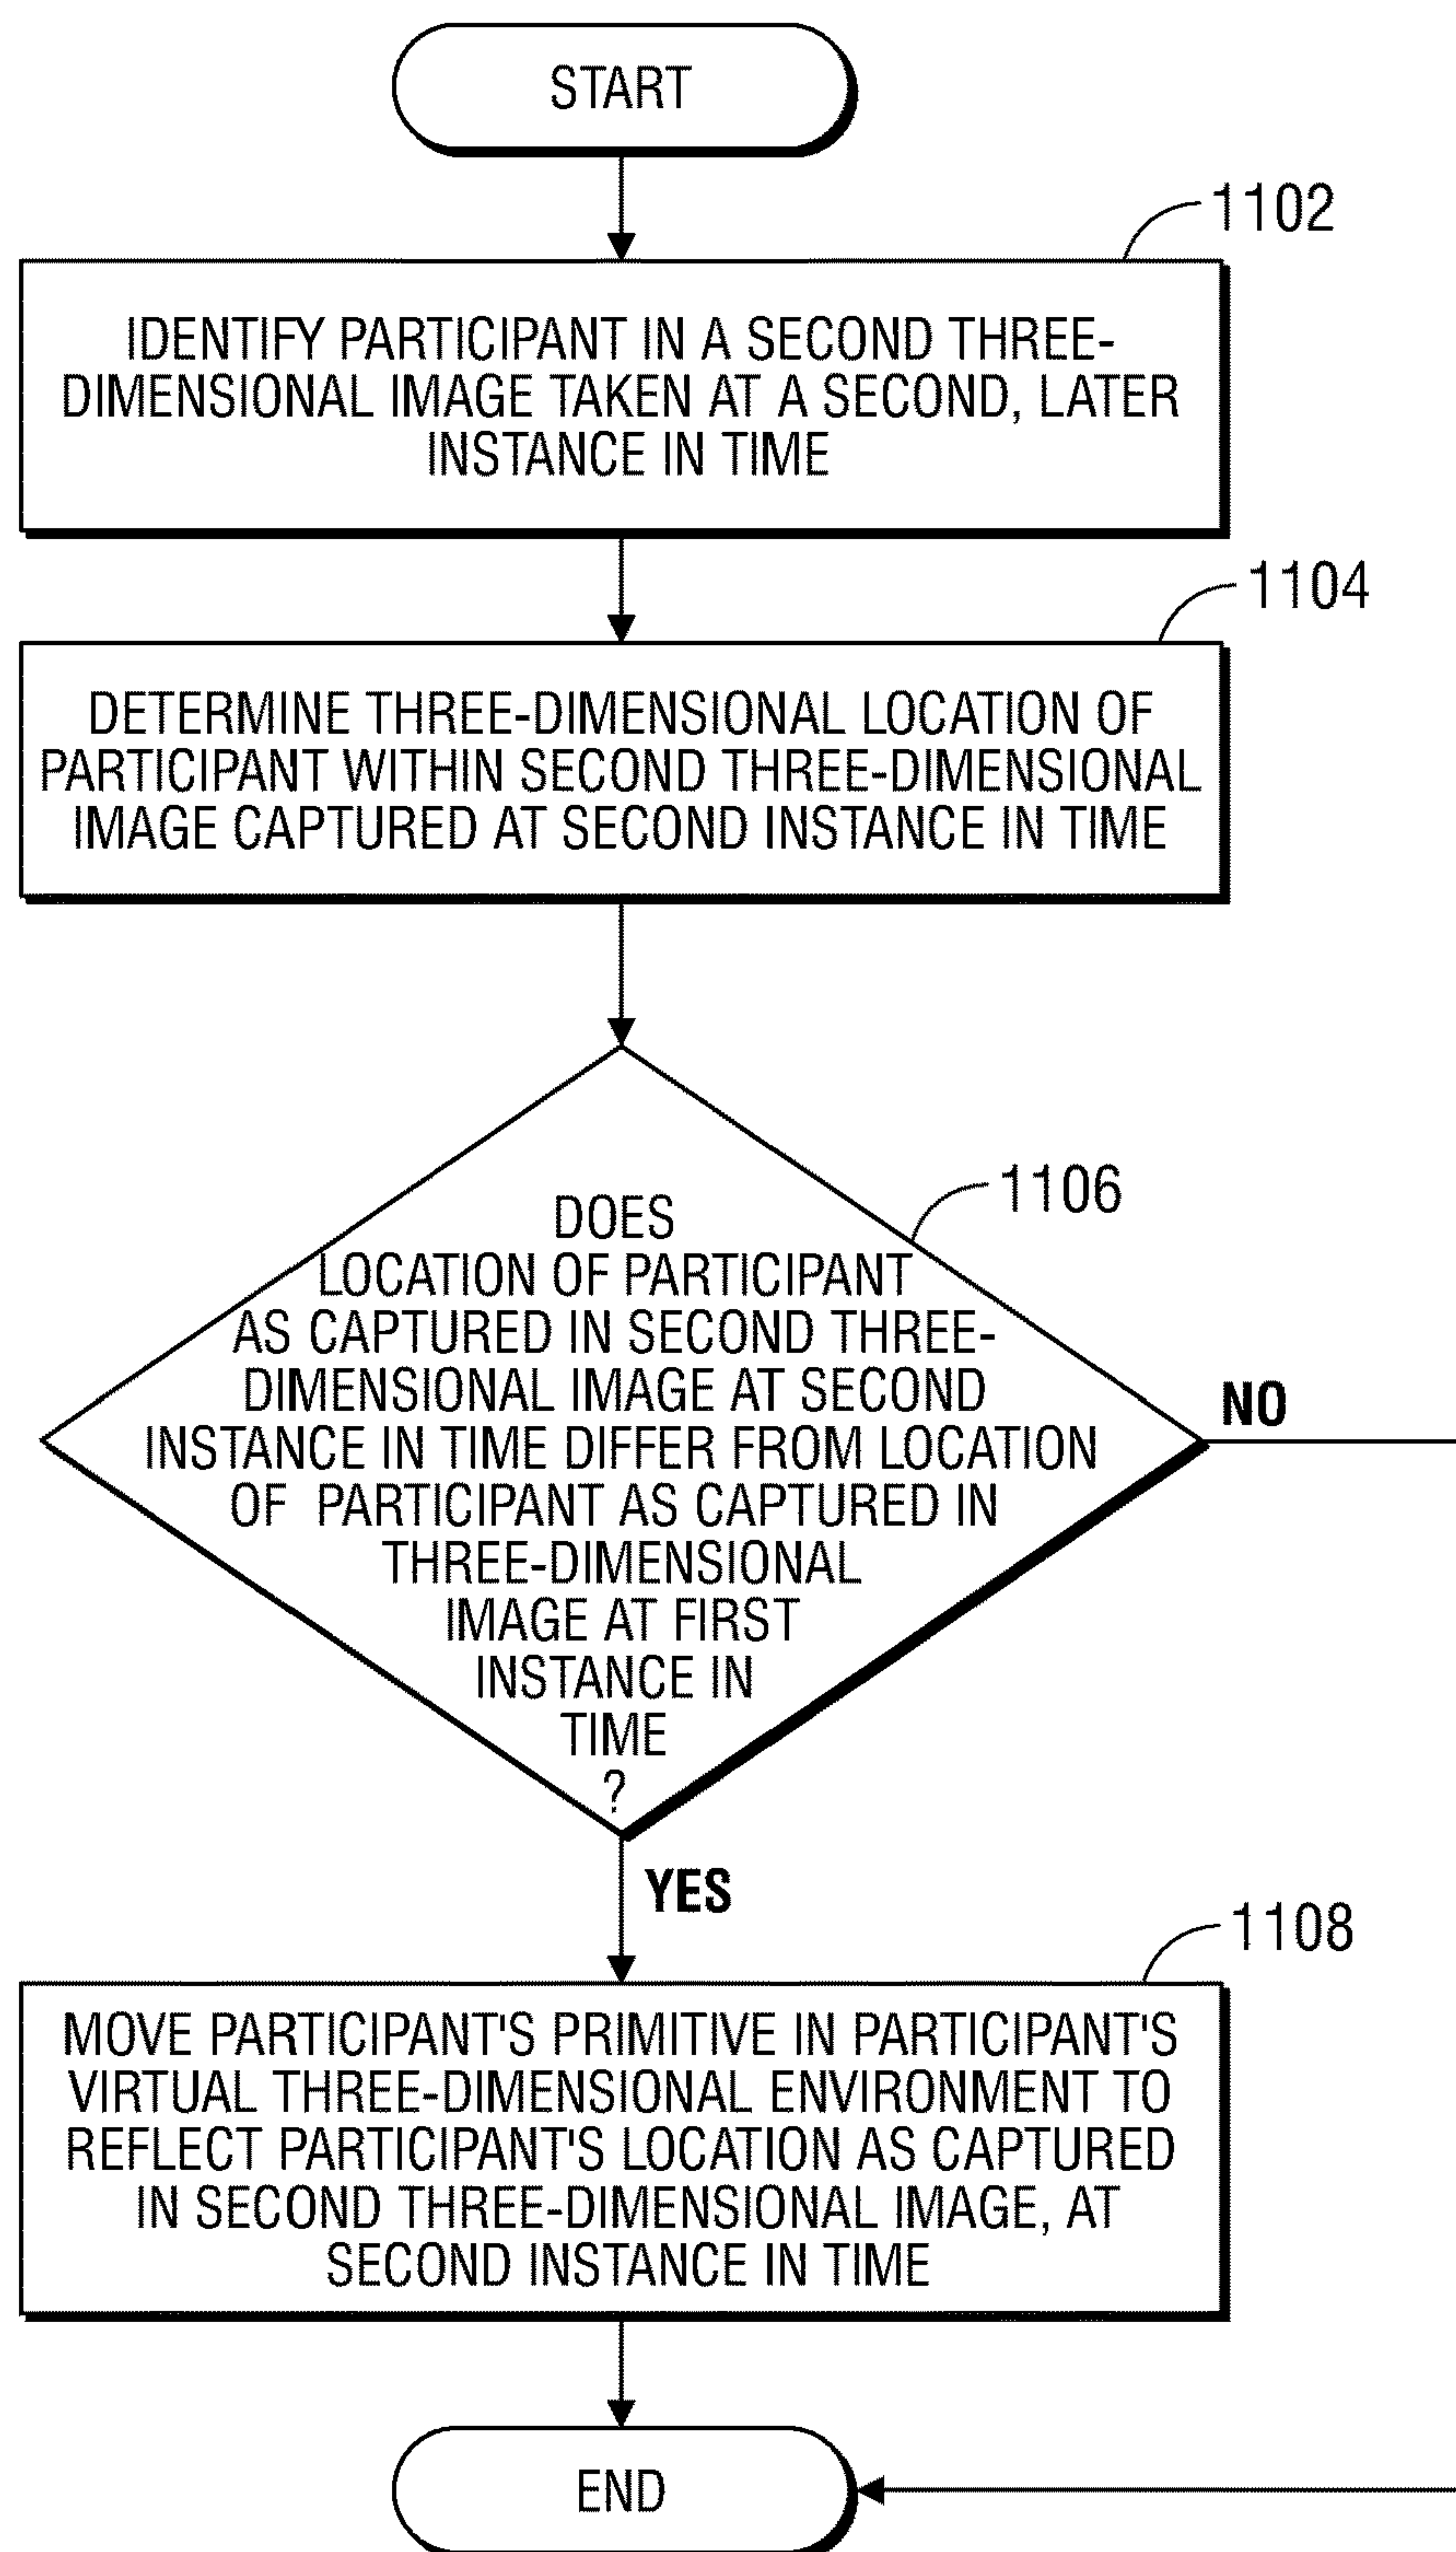 START
1102
IDENTIFY PARTICIPANT IN A SECOND THREE-
DIMENSIONAL IMAGE TAKEN AT A SECOND, LATER
INSTANCE IN TIME
1104
DETERMINE THREE-DIMENSIONAL LOCATION OF
PARTICIPANT WITHIN SECOND THREE-DIMENSIONAL
IMAGE CAPTURED AT SECOND INSTANCE IN TIME
1106
DOES
LOCATION OF PARTICIPANT
AS CAPTURED IN SECOND THREE-
DIMENSIONAL IMAGE AT SECOND
INSTANCE IN TIME DIFFER FROM LOCATION
OF PARTICIPANT AS CAPTURED IN
THREE-DIMENSIONAL
IMAGE AT FIRST
INSTANCE IN
TIME
?
NO
YES
1108
MOVE PARTICIPANT'S PRIMITIVE IN PARTICIPANT'S
VIRTUAL THREE-DIMENSIONAL ENVIRONMENT TO
REFLECT PARTICIPANT'S LOCATION AS CAPTURED
IN SECOND THREE-DIMENSIONAL IMAGE, AT
SECOND INSTANCE IN TIME
END